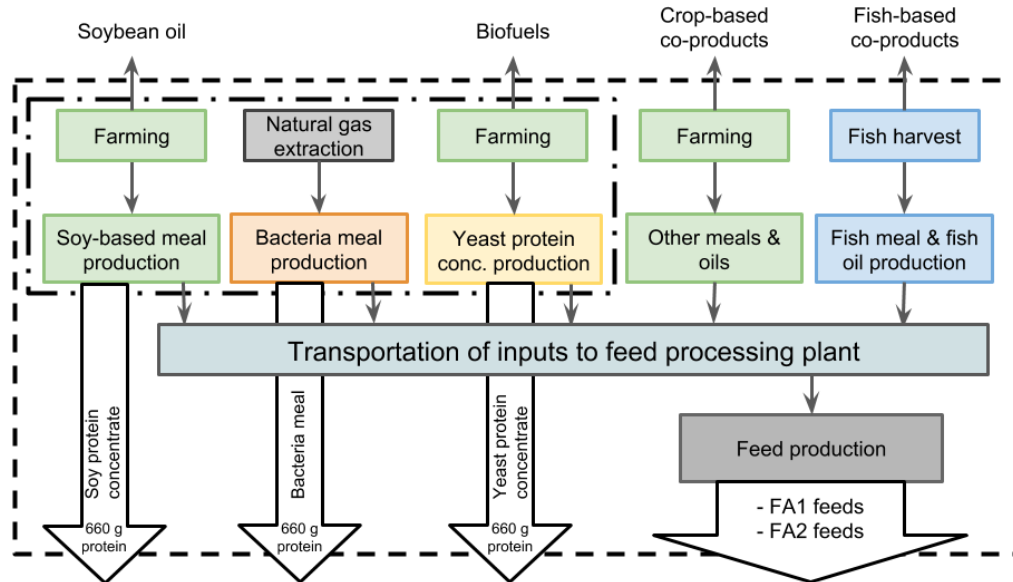 Soybean oil
Biofuels
Crop-based
co-products
Fish-based
co-products
Farming
Natural gas
extraction
Farming
Farming
Fish harvest
Soy-based meal
production
Bacteria meal
production
Yeast protein
conc. production
Other meals &
oils
Fish meal & fish
oil production
Transportation of inputs to feed processing plant
Soy protein
concentrate
Bacteria meal
Yeast protein
concentrate
Feed production
- FA1 feeds
- FA2 feeds
660 g
protein
660 g
protein
660 g
protein